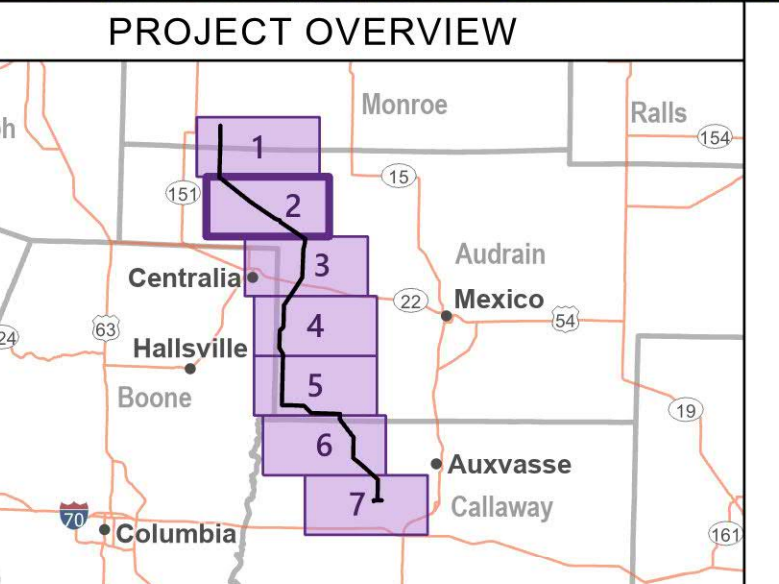 PROJECT OVERVIEW
Monroe
Ralls
h
1
154
15
151
2
Audrain
3
Centralia
22
Mexico
54
63
4
24
Hallsville
5
Boone
19
6
Auxvasse
7
Callaway
70
Columbia
161